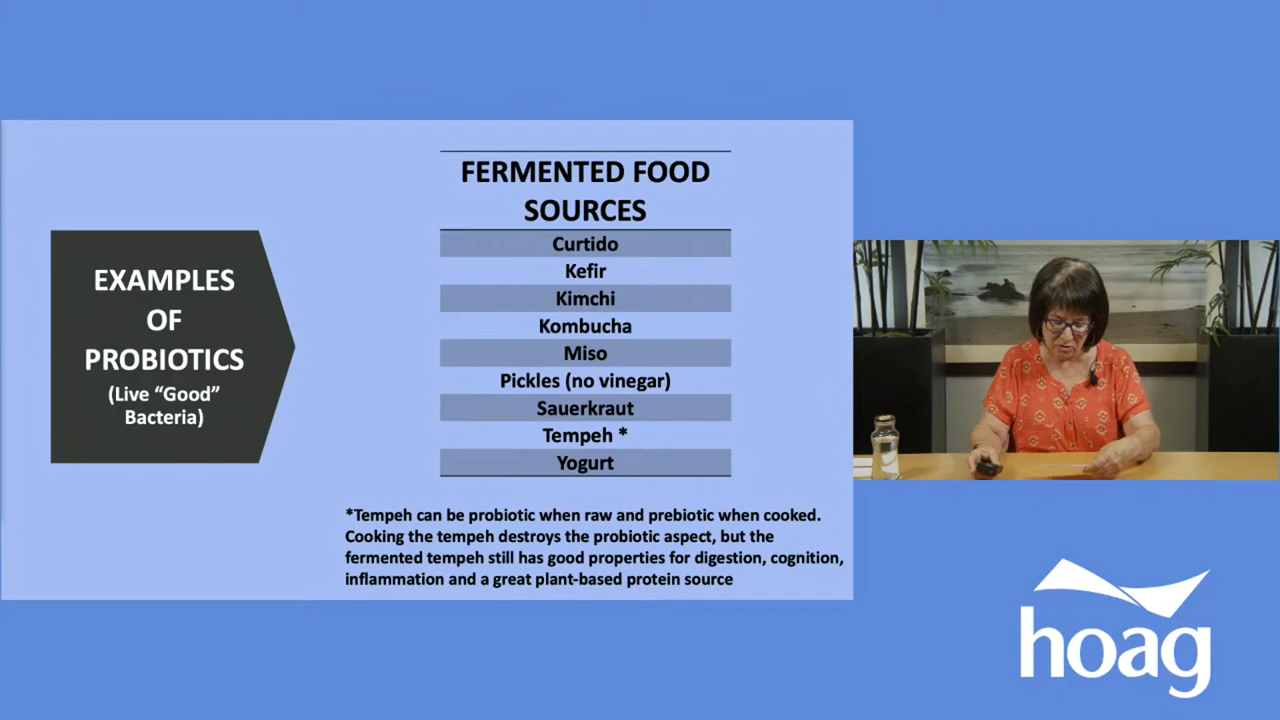 EXAMPLES
OF
PROBIOTICS
(Live “Good”
Bacteria)
FERMENTED FOOD
SOURCES
Curtido
Kefir
Kimchi
Kombucha
Miso
Pickles (no vinegar)
Sauerkraut
Tempeh *
Yogurt
*Tempeh can be probiotic when raw and prebiotic when cooked.
Cooking the tempeh destroys the probiotic aspect, but the
fermented tempeh still has good properties for digestion, cognition,
inflammation and a great plant-based protein source
hoag